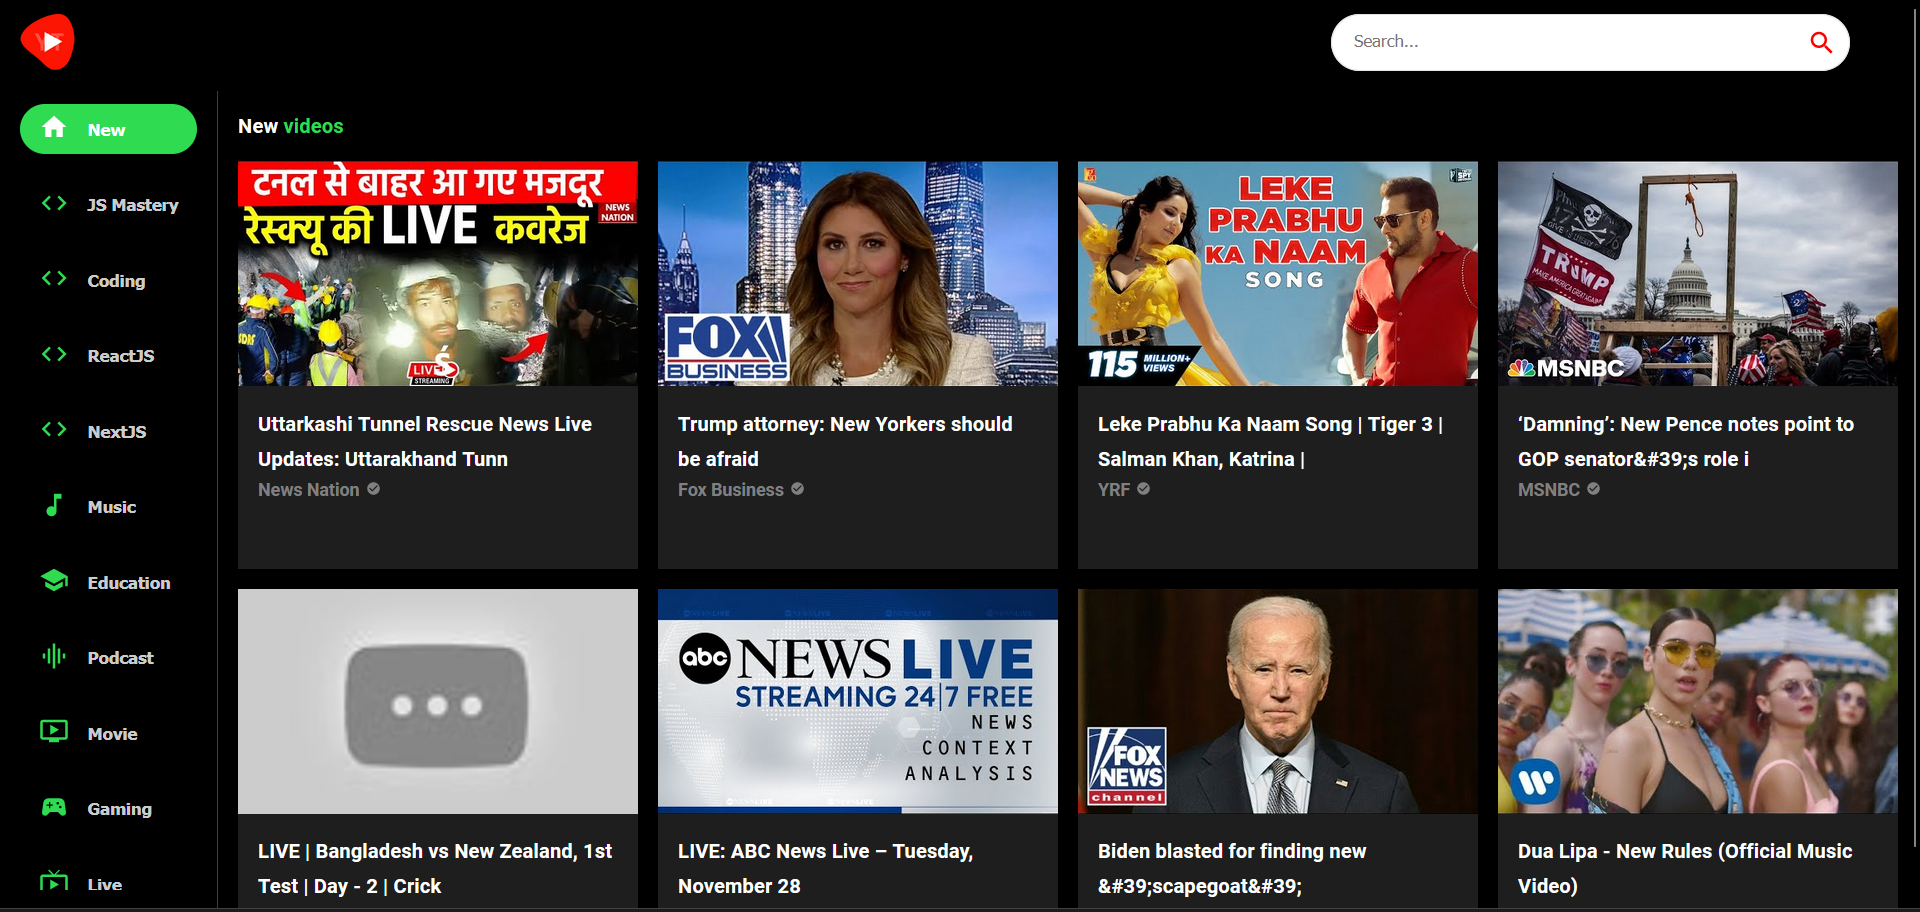 YT
Search...
New
JS Mastery
Coding
ReactJS
NextJS
Music
Education
Podcast
Movie
Gaming
Live
New videos
टनल से बाहर आ गए मजदूर
रेस्क्यू की LIVE कवरेज
NEWS
NATION
LIVE
STREAMING
Uttarkashi Tunnel Rescue News Live
Updates: Uttarakhand Tunn
News Nation
FOX
BUSINESS
Trump attorney: New Yorkers should
be afraid
Fox Business
LEKE
PRABHU
KA NAAM
SONG
SPY
115 MILLION+
VIEWS
Leke Prabhu Ka Naam Song | Tiger 3 |
Salman Khan, Katrina |
YRF
TRUMP
MAKE AMERICA GREAT AGAIN
MSNBC
‘Damning’: New Pence notes point to
GOP senator&#39;s role i
MSNBC
LIVE | Bangladesh vs New Zealand, 1st
Test | Day - 2 | Crick
abc NEWS LIVE
STREAMING 24|7 FREE
NEWS
CONTEXT
ANALYSIS
LIVE: ABC News Live – Tuesday,
November 28
FOX
NEWS
channel
Biden blasted for finding new
&#39;scapegoat&#39;
Dua Lipa - New Rules (Official Music
Video)